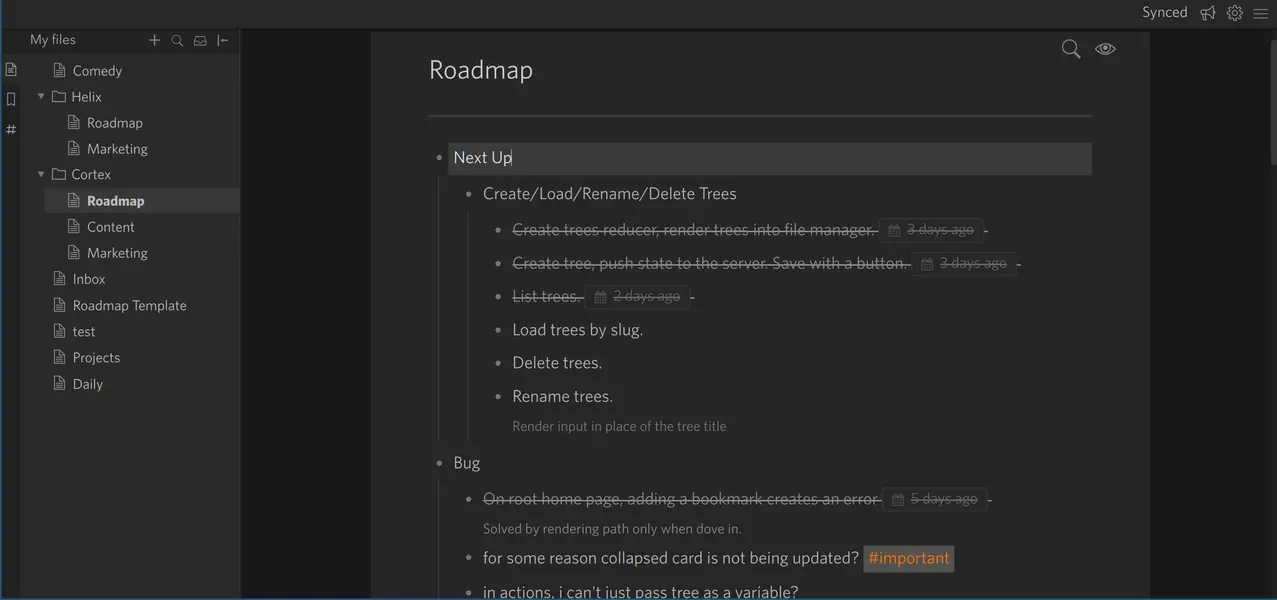 Synced
My files
Comedy
Helix
Roadmap
Marketing
Cortex
Roadmap
Content
Marketing
Inbox
Roadmap Template
test
Projects
Daily
Roadmap
Next Up
Create/Load/Rename/Delete Trees
Create trees reducer, render trees into file manager. 3 days ago
Create tree, push state to the server. Save with a button. 3 days ago
List trees. 2 days ago
Load trees by slug.
Delete trees.
Rename trees.
Render input in place of the tree title
Bug
On root home page, adding a bookmark creates an error 5 days ago
Solved by rendering path only when dove in.
for some reason collapsed card is not being updated? #important
in actions, i can't just pass tree as a variable?